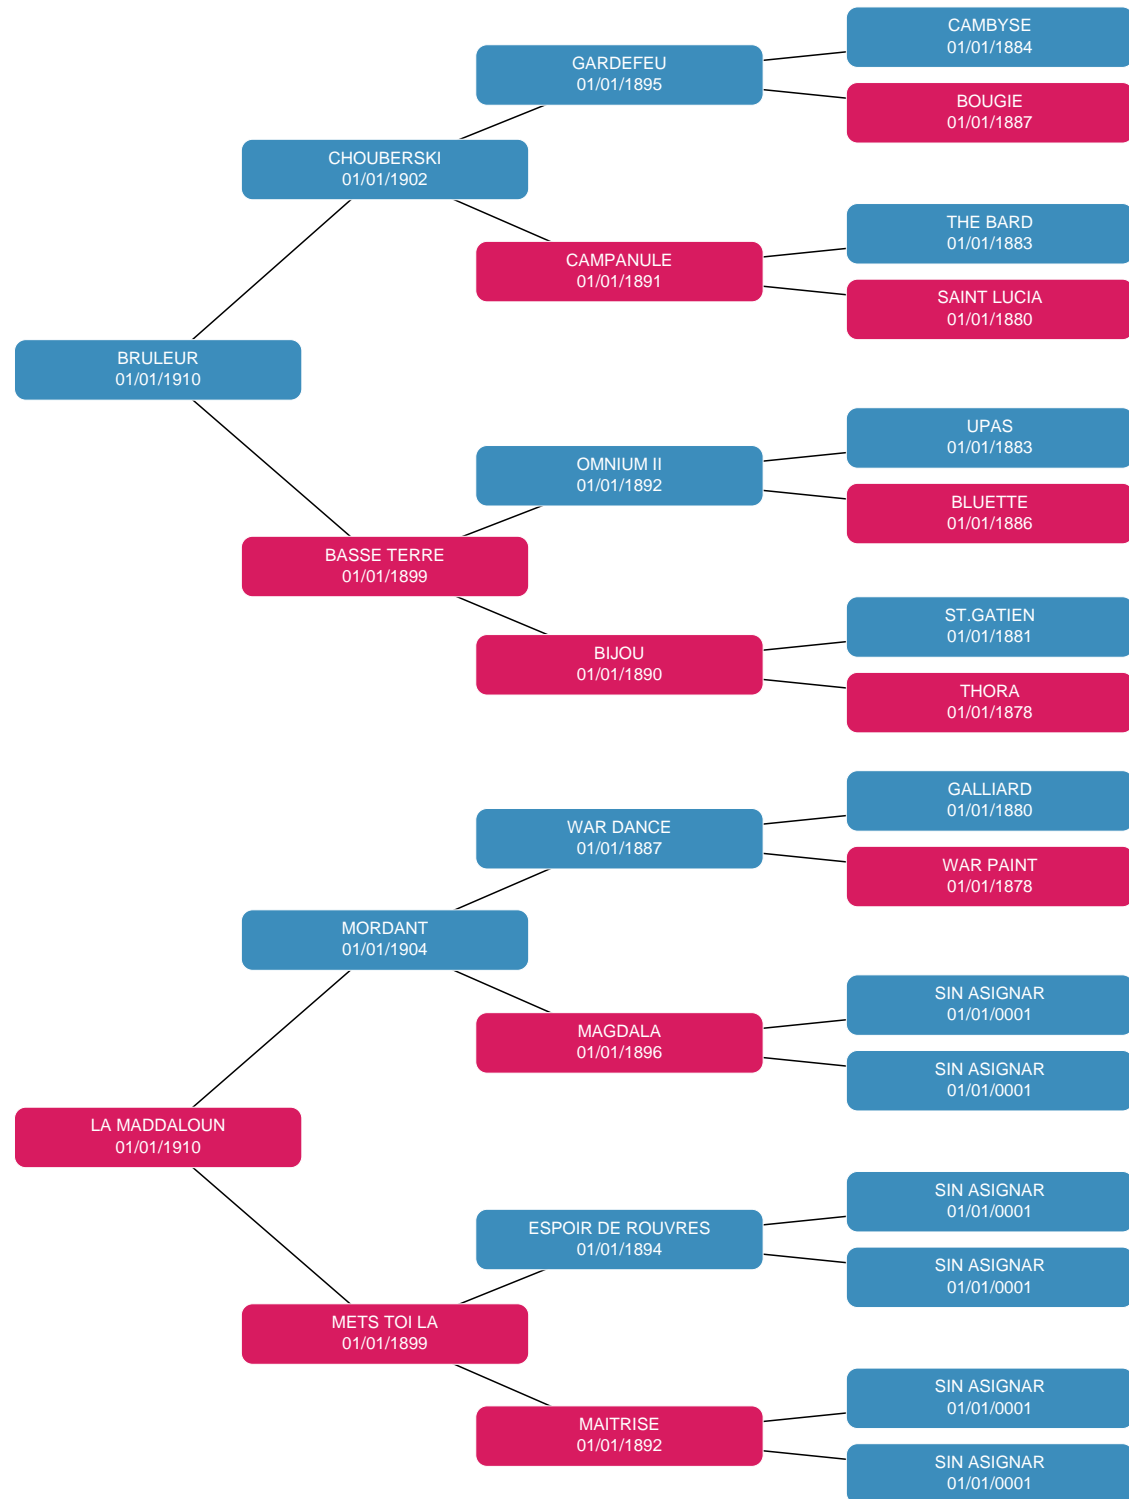 CAMBYSE
01/01/1884
GARDEFEU
01/01/1895
BOUGIE
01/01/1887
CHOUBERSKI
01/01/1902
THE BARD
01/01/1883
CAMPANULE
01/01/1891
SAINT LUCIA
01/01/1880
BRULEUR
01/01/1910
UPAS
01/01/1883
OMNIUM II
01/01/1892
BLUETTE
01/01/1886
BASSE TERRE
01/01/1899
ST.GATIEN
01/01/1881
BIJOU
01/01/1890
THORA
01/01/1878
GALLIARD
01/01/1880
WAR DANCE
01/01/1887
WAR PAINT
01/01/1878
MORDANT
01/01/1904
SIN ASIGNAR
01/01/0001
MAGDALA
01/01/1896
SIN ASIGNAR
01/01/0001
LA MADDALOUN
01/01/1910
SIN ASIGNAR
01/01/0001
ESPOIR DE ROUVRES
01/01/1894
SIN ASIGNAR
01/01/0001
METS TOI LA
01/01/1899
SIN ASIGNAR
01/01/0001
MAITRISE
01/01/1892
SIN ASIGNAR
01/01/0001